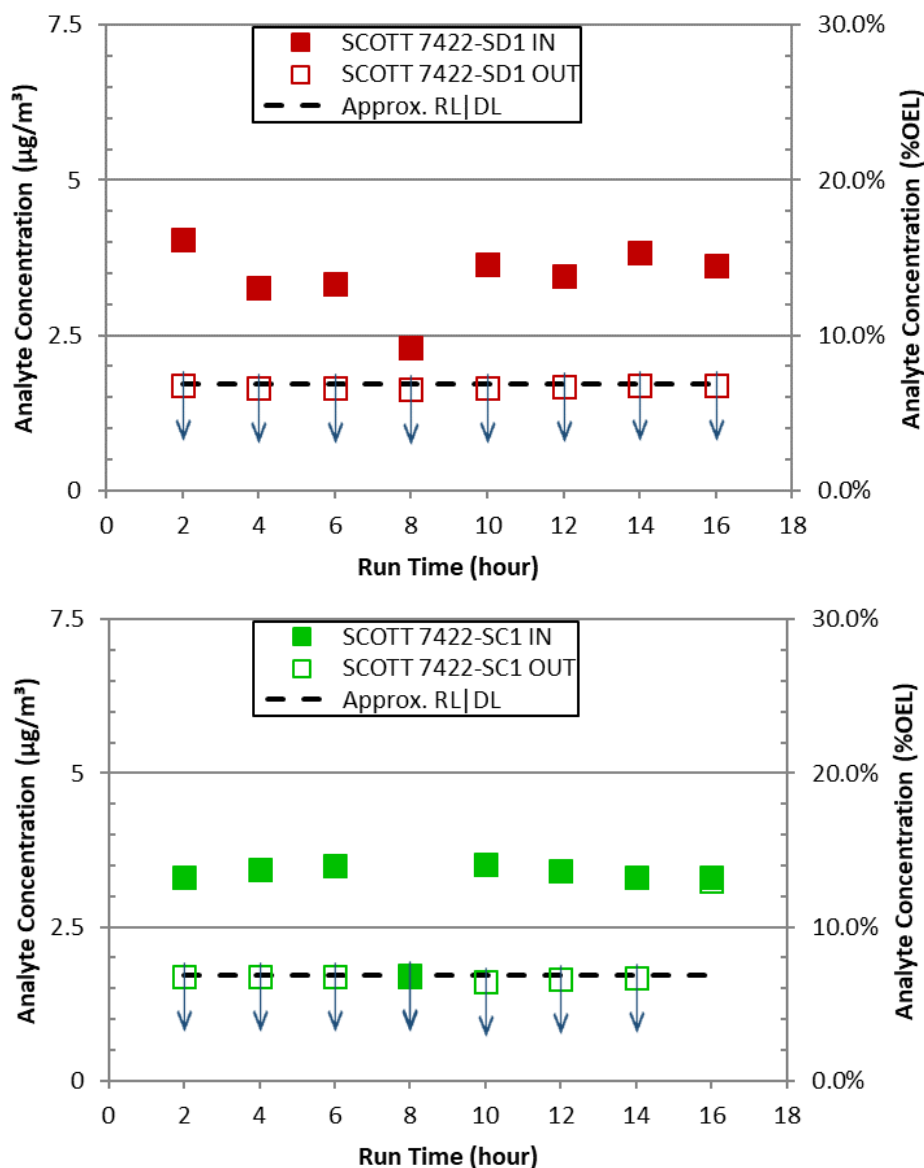 7.5
5
2.5
0
Analyte Concentration (µg/m³)
SCOTT 7422-SD1 IN
SCOTT 7422-SD1 OUT
Approx. RL|DL
30.0%
20.0%
10.0%
0.0%
Analyte Concentration (%OEL)
0 2 4 6 8 10 12 14 16 18
Run Time (hour)
7.5
5
2.5
0
Analyte Concentration (µg/m³)
SCOTT 7422-SC1 IN
SCOTT 7422-SC1 OUT
Approx. RL|DL
30.0%
20.0%
10.0%
0.0%
Analyte Concentration (%OEL)
0 2 4 6 8 10 12 14 16 18
Run Time (hour)